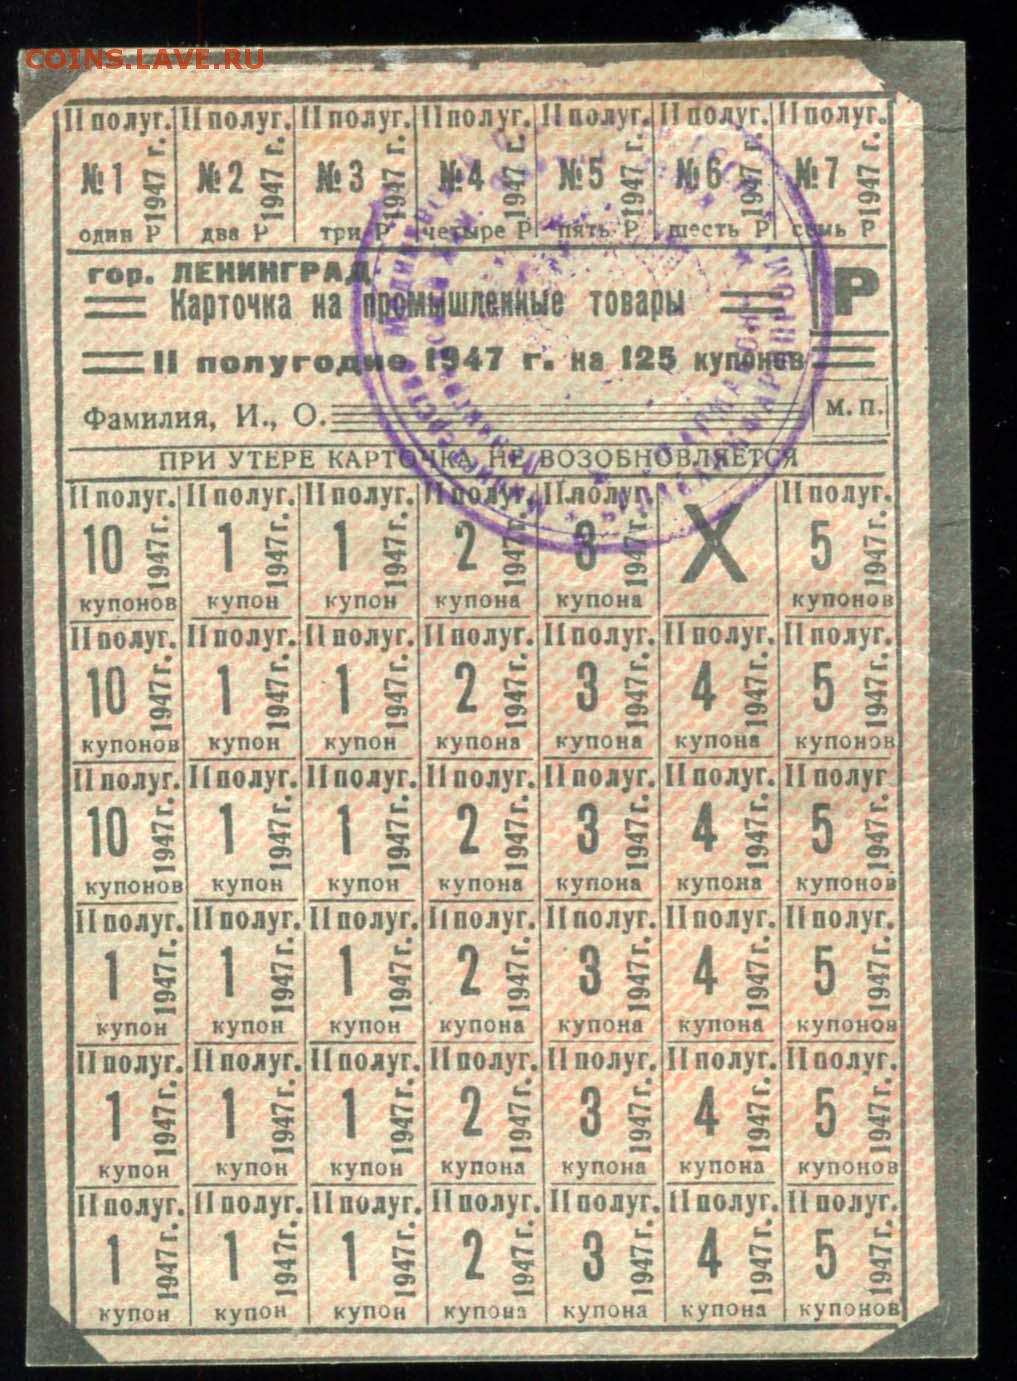 COINS.LAVE.RU
II полуг. II полуг. II полуг. II полуг. II полуг. II полуг. II полуг.
№1 1947 г. №2 1947 г. №3 1947 г. №4 1947 г. №5 1947 г. №6 1947 г. №7 1947 г.
один Р два Р три Р четыре Р пять Р шесть Р семь Р
гор. ЛЕНИНГРАД
Карточка на промышленные товары
Р
II полугодие 1947 г. на 125 купонов
Фамилия, И., О.
М. П.
ПРИ УТЕРЕ КАРТОЧКА НЕ ВОЗОБНОВЛЯЕТСЯ
II полуг. II полуг. II полуг. II полуг. II полуг. II полуг.
10 1947 г. 1 1947 г. 1 1947 г. 2 1947 г. 3 1947 г. X 5 1947 г.
купонов купон купон купона купона купонов
II полуг. II полуг. II полуг. II полуг. II полуг. II полуг. II полуг.
10 1947 г. 1 1947 г. 1 1947 г. 2 1947 г. 3 1947 г. 4 1947 г. 5 1947 г.
купонов купон купон купона купона купона купонов
II полуг. II полуг. II полуг. II полуг. II полуг. II полуг. II полуг.
10 1947 г. 1 1947 г. 1 1947 г. 2 1947 г. 3 1947 г. 4 1947 г. 5 1947 г.
купонов купон купон купона купона купона купонов
II полуг. II полуг. II полуг. II полуг. II полуг. II полуг. II полуг.
1 1947 г. 1 1947 г. 1 1947 г. 2 1947 г. 3 1947 г. 4 1947 г. 5 1947 г.
купон купон купон купона купона купона купонов
II полуг. II полуг. II полуг. II полуг. II полуг. II полуг. II полуг.
1 1947 г. 1 1947 г. 1 1947 г. 2 1947 г. 3 1947 г. 4 1947 г. 5 1947 г.
купон купон купон купона купона купона купонов
II полуг. II полуг. II полуг. II полуг. II полуг. II полуг. II полуг.
1 1947 г. 1 1947 г. 1 1947 г. 2 1947 г. 3 1947 г. 4 1947 г. 5 1947 г.
купон купон купон купона купона купона купонов